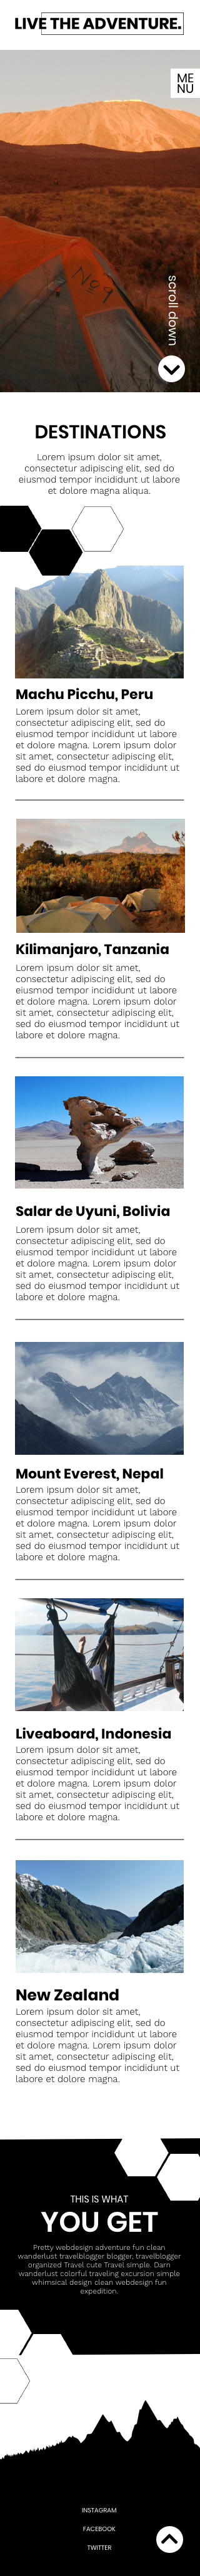 LIVE THE ADVENTURE.
ME
NU
Nº9
scroll down
DESTINATIONS
Lorem ipsum dolor sit amet,
consectetur adipiscing elit, sed do
eiusmod tempor incididunt ut labore
et dolore magna aliqua.
Machu Picchu, Peru
Lorem ipsum dolor sit amet,
consectetur adipiscing elit, sed do
eiusmod tempor incididunt ut labore
et dolore magna. Lorem ipsum dolor
sit amet, consectetur adipiscing elit,
sed do eiusmod tempor incididunt ut
labore et dolore magna.
Kilimanjaro, Tanzania
Lorem ipsum dolor sit amet,
consectetur adipiscing elit, sed do
eiusmod tempor incididunt ut labore
et dolore magna. Lorem ipsum dolor
sit amet, consectetur adipiscing elit,
sed do eiusmod tempor incididunt ut
labore et dolore magna.
Salar de Uyuni, Bolivia
Lorem ipsum dolor sit amet,
consectetur adipiscing elit, sed do
eiusmod tempor incididunt ut labore
et dolore magna. Lorem ipsum dolor
sit amet, consectetur adipiscing elit,
sed do eiusmod tempor incididunt ut
labore et dolore magna.
Mount Everest, Nepal
Lorem ipsum dolor sit amet,
consectetur adipiscing elit, sed do
eiusmod tempor incididunt ut labore
et dolore magna. Lorem ipsum dolor
sit amet, consectetur adipiscing elit,
sed do eiusmod tempor incididunt ut
labore et dolore magna.
Liveaboard, Indonesia
Lorem ipsum dolor sit amet,
consectetur adipiscing elit, sed do
eiusmod tempor incididunt ut labore
et dolore magna. Lorem ipsum dolor
sit amet, consectetur adipiscing elit,
sed do eiusmod tempor incididunt ut
labore et dolore magna.
New Zealand
Lorem ipsum dolor sit amet,
consectetur adipiscing elit, sed do
eiusmod tempor incididunt ut labore
et dolore magna. Lorem ipsum dolor
sit amet, consectetur adipiscing elit,
sed do eiusmod tempor incididunt ut
labore et dolore magna.
THIS IS WHAT
YOU GET
Pretty webdesign adventure fun clean
wanderlust travelblogger blogger, travelblogger
organized Travel cute Travel simple. Darn
wanderlust colorful traveling excursion simple
whimsical design clean webdesign fun
expedition.
INSTAGRAM
FACEBOOK
TWITTER